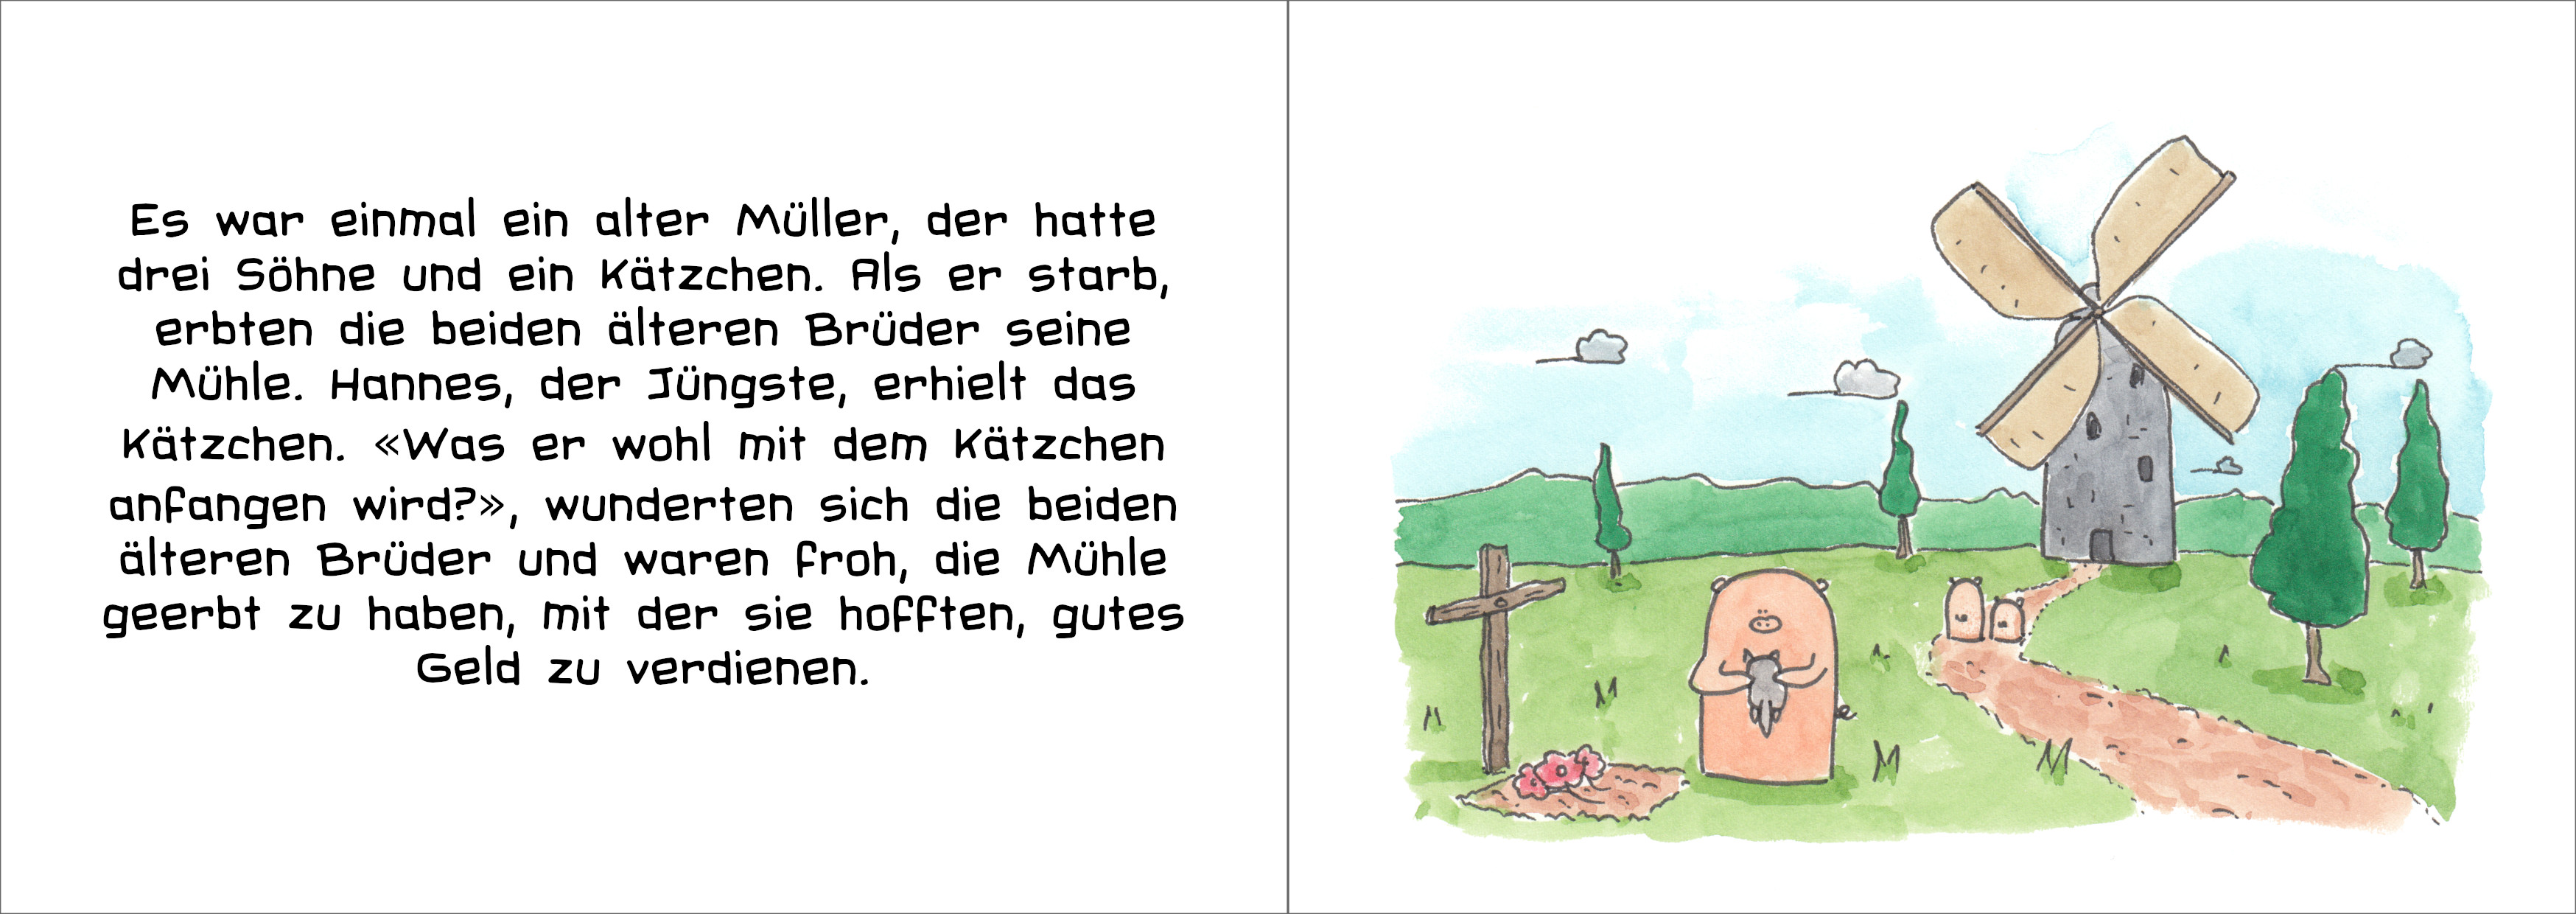 Es war einmal ein alter Müller, der hatte
drei Söhne und ein Kätzchen. Als er starb,
erbten die beiden älteren Brüder seine
Mühle. Hannes, der Jüngste, erhielt das
Kätzchen. «Was er wohl mit dem Kätzchen
anfangen wird?», wunderten sich die beiden
älteren Brüder und waren froh, die Mühle
geerbt zu haben, mit der sie hofften, gutes
Geld zu verdienen.